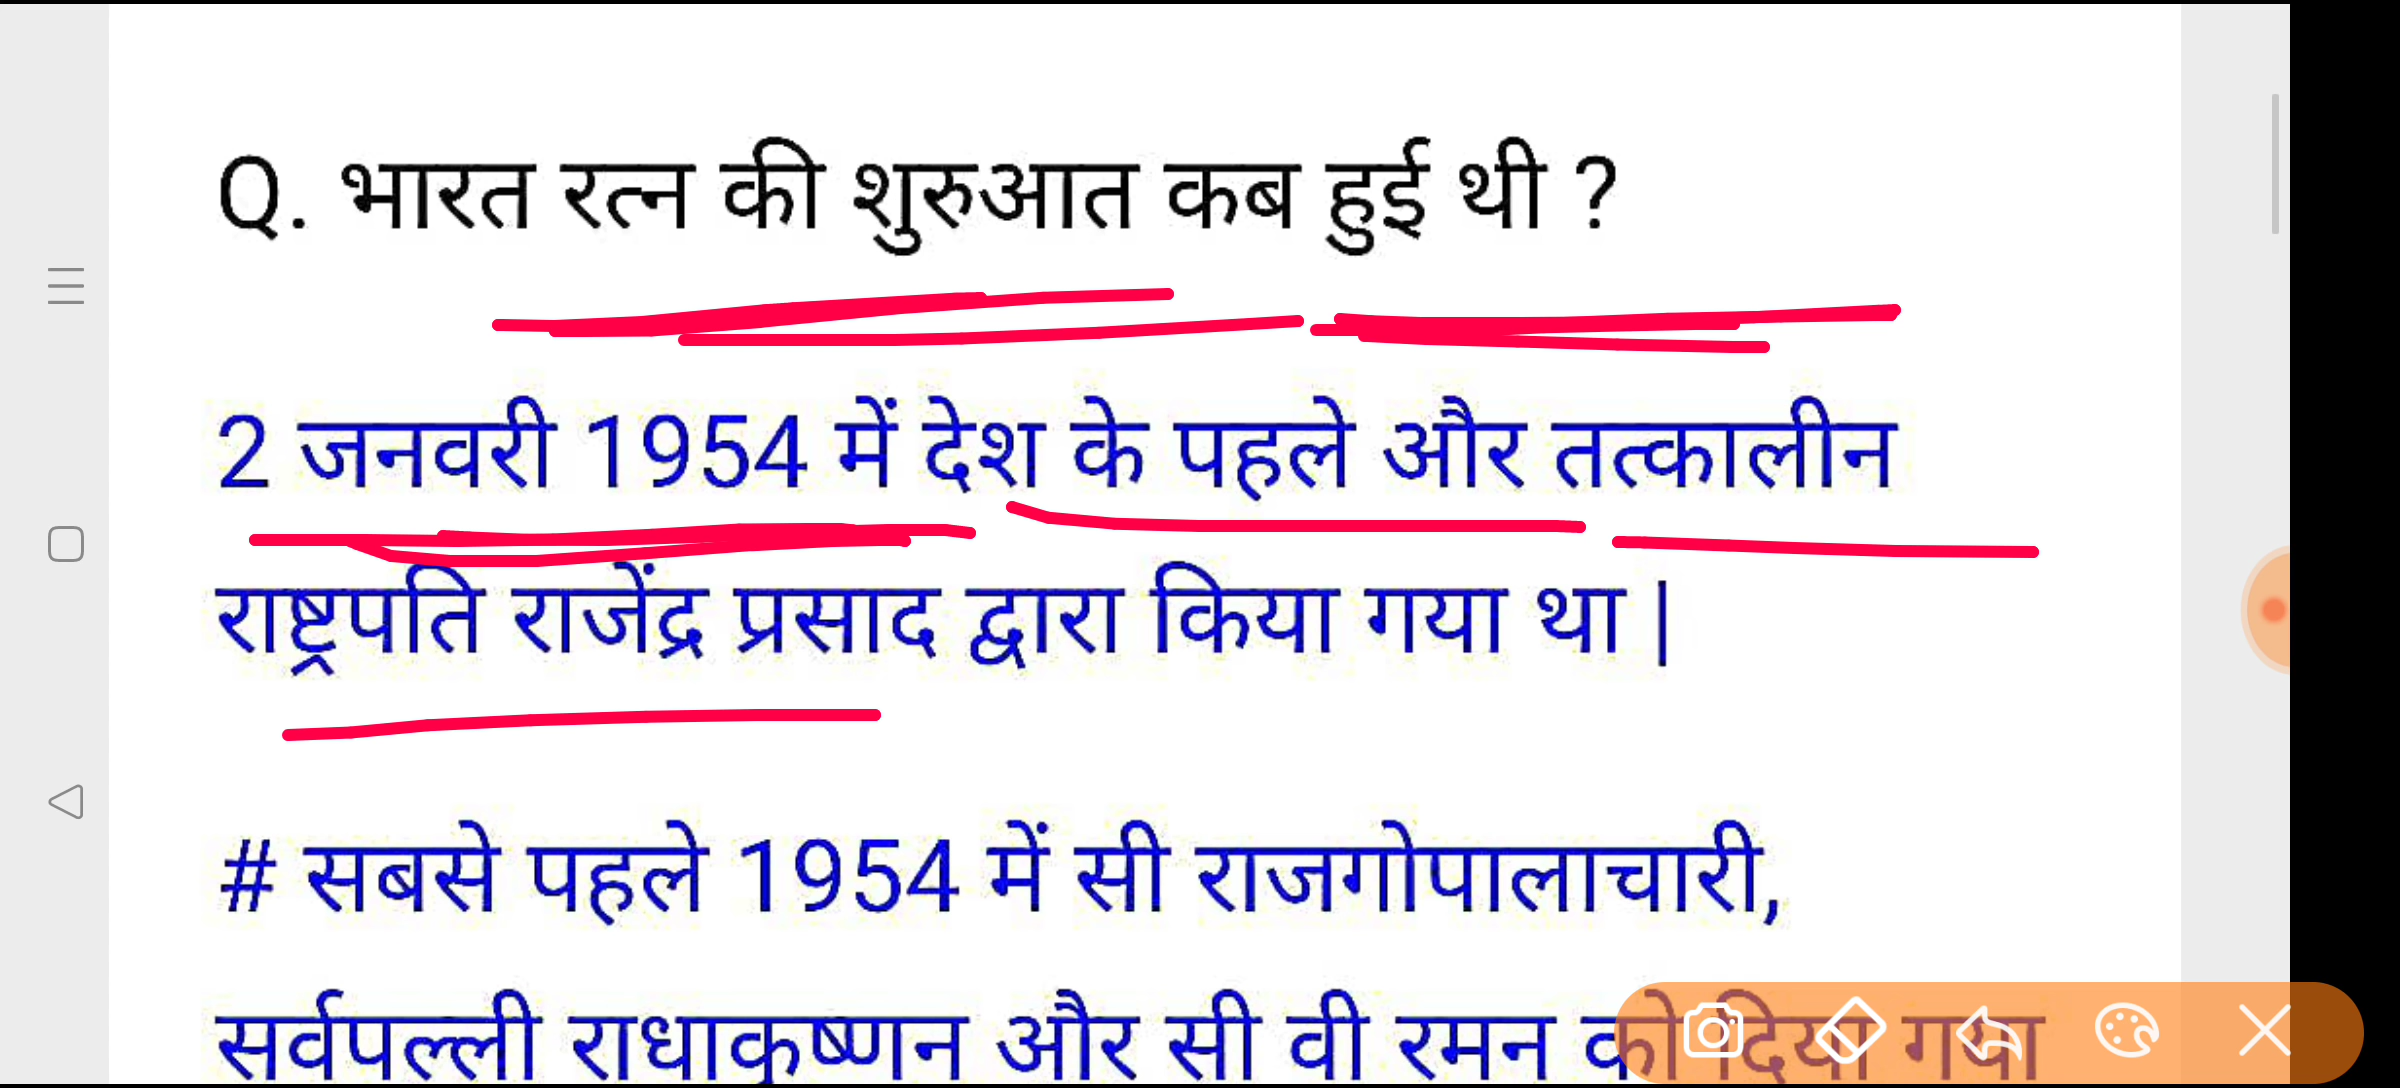 Q. भारत रत्न की शुरुआत कब हुई थी ?
2 जनवरी 1954 में देश के पहले और तत्कालीन
राष्ट्रपति राजेंद्र प्रसाद द्वारा किया गया था |
# सबसे पहले 1954 में सी राजगोपालाचारी,
सर्वपल्ली राधाकृष्णन और सी वी रमन को दिया गया